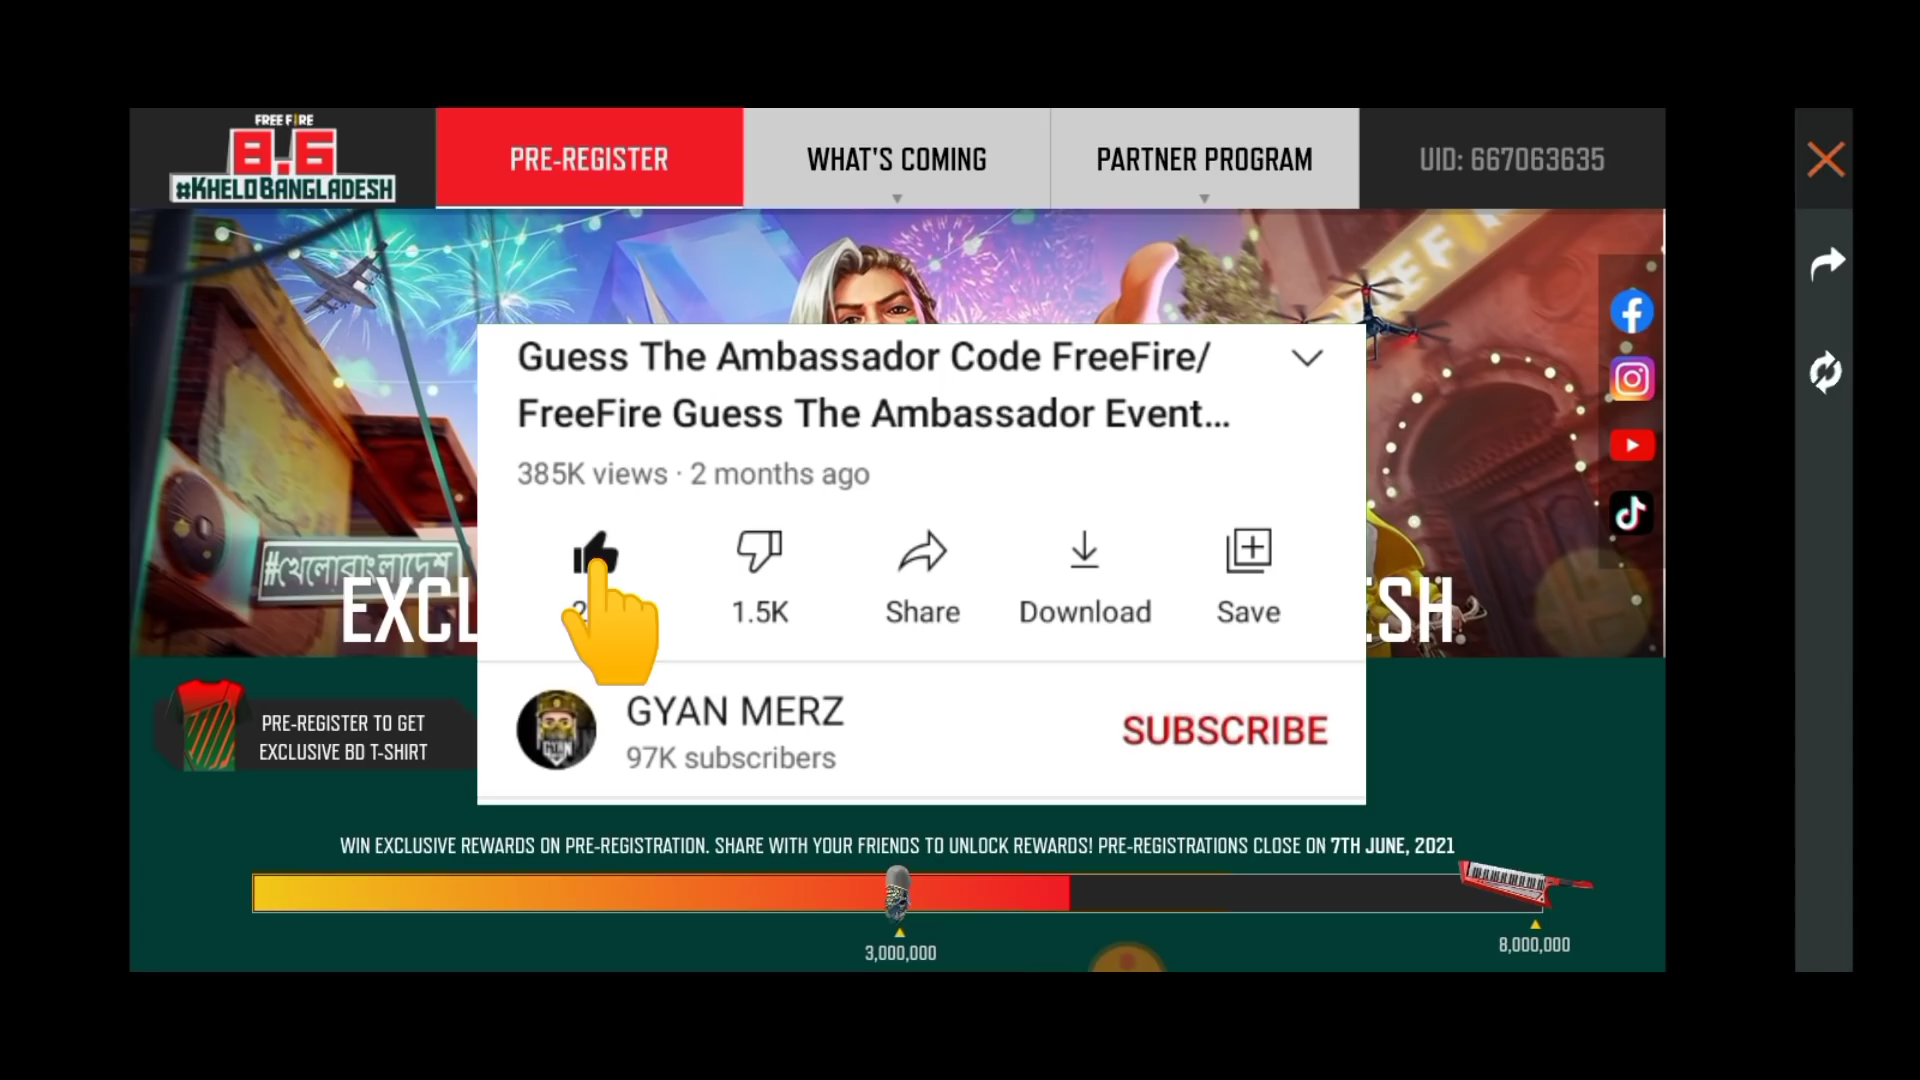 FREE FIRE
8.6
#KHELOBANGLADESH
PRE-REGISTER
WHAT'S COMING
PARTNER PROGRAM
UID: 667063635
#খেলোবাংলাদেশ
Guess The Ambassador Code FreeFire/
FreeFire Guess The Ambassador Event...
385K views · 2 months ago
1.5K
Share
Download
Save
GYAN MERZ
97K subscribers
SUBSCRIBE
PRE-REGISTER TO GET
EXCLUSIVE BD T-SHIRT
WIN EXCLUSIVE REWARDS ON PRE-REGISTRATION. SHARE WITH YOUR FRIENDS TO UNLOCK REWARDS! PRE-REGISTRATIONS CLOSE ON 7TH JUNE, 2021
3,000,000
8,000,000